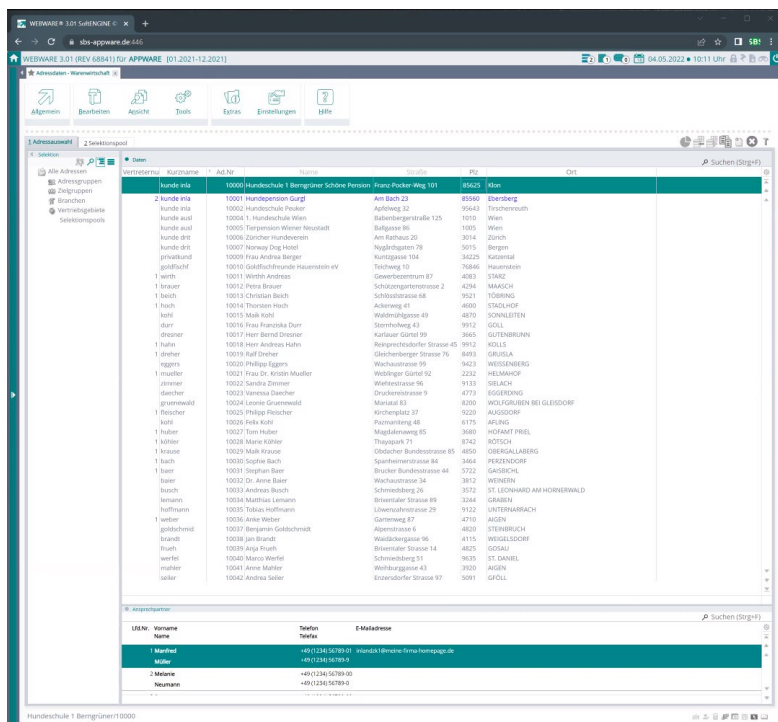 WEBWARE® 3.01 SoftENGINE ©
sbs-appware.de:446
SBS
WEBWARE 3.01 (REV 68841) für APPWARE [01.2021-12.2021]
2 1 0 04.05.2022 ● 10:11 Uhr
Adressdaten - Warenwirtschaft
Allgemein Bearbeiten Ansicht Tools Extras Einstellungen Hilfe
1 Adressauswahl 2 Selektionspool
Selektion
Alle Adressen
Adressgruppen
Zielgruppen
Branchen
Vertriebsgebiete
Selektionspools
Daten
Suchen (Strg+F)
Vertreternu Kurzname Ad.Nr Name Straße Plz Ort
kunde inla 10000 Hundeschule 1 Berngrüner Schöne Pension Franz-Pocker-Weg 101 85625 Klon
2 kunde inla 10001 Hundepension Gurgl Am Bach 23 85560 Ebersberg
kunde inla 10002 Hundeschule Peuker Apfelweg 32 95643 Tirschenreuth
kunde ausl 10004 1. Hundeschule Wien Babenbergerstraße 125 1010 Wien
kunde ausl 10005 Tierpension Wiener Neustadt Ballgasse 86 1005 Wien
kunde drit 10006 Züricher Hundeverein Am Rathaus 20 3014 Zürich
kunde drit 10007 Norway Dog Hotel Nygårdsgaten 78 5015 Bergen
privatkund 10009 Frau Andrea Berger Kuntzgasse 104 34225 Katzental
goldfischf 10010 Goldfischfreunde Hauenstein eV Teichweg 10 76846 Hauenstein
1 wirth 10011 Wirthin Andreas Gewerbezentrum 87 4083 STARZ
1 brauer 10012 Petra Brauer Schützengartenstrasse 2 4294 MAASCH
1 beich 10013 Christian Beich Schlösslstrasse 68 9521 TÖBRING
1 hoch 10014 Thorsten Hoch Ackerweg 41 4600 STADLHOF
kohl 10015 Maik Kohl Waldmühlgasse 49 4870 SONNLEITEN
durr 10016 Frau Franziska Durr Sternhofweg 43 9912 GOLL
dresner 10017 Herr Bernd Dresner Karlauer Gürtel 99 3665 GUTENBRUNN
1 hahn 10018 Herr Andreas Hahn Reinprechtsdorfer Strasse 45 9912 KOLLS
1 dreher 10019 Ralf Dreher Gleichenberger Strasse 76 8493 GRUISLA
eggers 10020 Philipp Eggers Wachaustrasse 99 9423 WEISSENBERG
1 mueller 10021 Frau Dr. Kristin Mueller Weblinger Gürtel 92 2232 HELMAHOF
zimmer 10022 Sandra Zimmer Wiehtestrasse 96 9133 SIELACH
daecher 10023 Vanessa Daecher Druckereistrasse 9 4773 EGGERDING
gruenewald 10024 Leonie Gruenewald Mariatal 83 8200 WOLFGRUBEN BEI GLEISDORF
1 fleischer 10025 Philipp Fleischer Kirchenplatz 37 9220 AUGSDORF
kohn 10026 Felix Kohl Pazmaniteng 48 6175 AFLING
1 huber 10027 Tom Huber Magdalenaweg 85 3680 HOFAMT PRIEL
1 köhler 10028 Marie Köhler Thayapark 71 8742 RÖTSCH
1 krause 10029 Maik Krause Obdacher Bundesstrasse 85 4850 OBERGALLABERG
1 bach 10030 Sophie Bach Spanheimerstrasse 84 3464 PERZENDORF
1 baer 10031 Stephan Baer Brucker Bundesstrasse 44 5722 GAISBICHL
baier 10032 Dr. Anne Baier Wachaustrasse 34 3812 WEINERN
busch 10033 Andreas Busch Schmiedsberg 26 3572 ST. LEONHARD AM HORNERWALD
lemann 10034 Matthias Lemann Brixentaler Strasse 89 3244 GRABEN
hoffmann 10035 Tobias Hoffmann Löwenzahnstrasse 29 9122 UNTERNARRACH
1 weber 10036 Anke Weber Gartenweg 87 4710 AIGEN
goldschmid 10037 Benjamin Goldschmidt Alpenstrasse 6 4820 STEINBRUCH
brandt 10038 Jan Brandt Waldäckergasse 96 4115 WEIGELSDORF
frueh 10039 Anja Frueh Brixentaler Strasse 14 4825 GOSAU
werfel 10040 Marco Werfel Schmiedsberg 51 9635 ST. DANIEL
mahler 10041 Anne Mahler Weihburggasse 43 3920 AIGEN
seiler 10042 Andrea Seiler Enzersdorfer Strasse 97 5091 GFÖLL
Ansprechpartner
Suchen (Strg+F)
Lfd.Nr. Vorname Telefon E-Mailadresse
Name Telefax
1 Manfred +49 (1234) 56789-01 inlandzk1@meine-firma-homepage.de
Müller +49 (1234) 56789-9
2 Melanie +49 (1234) 56789-00
Neumann +49 (1234) 56789-0
Hundeschule 1 Berngrüner/10000